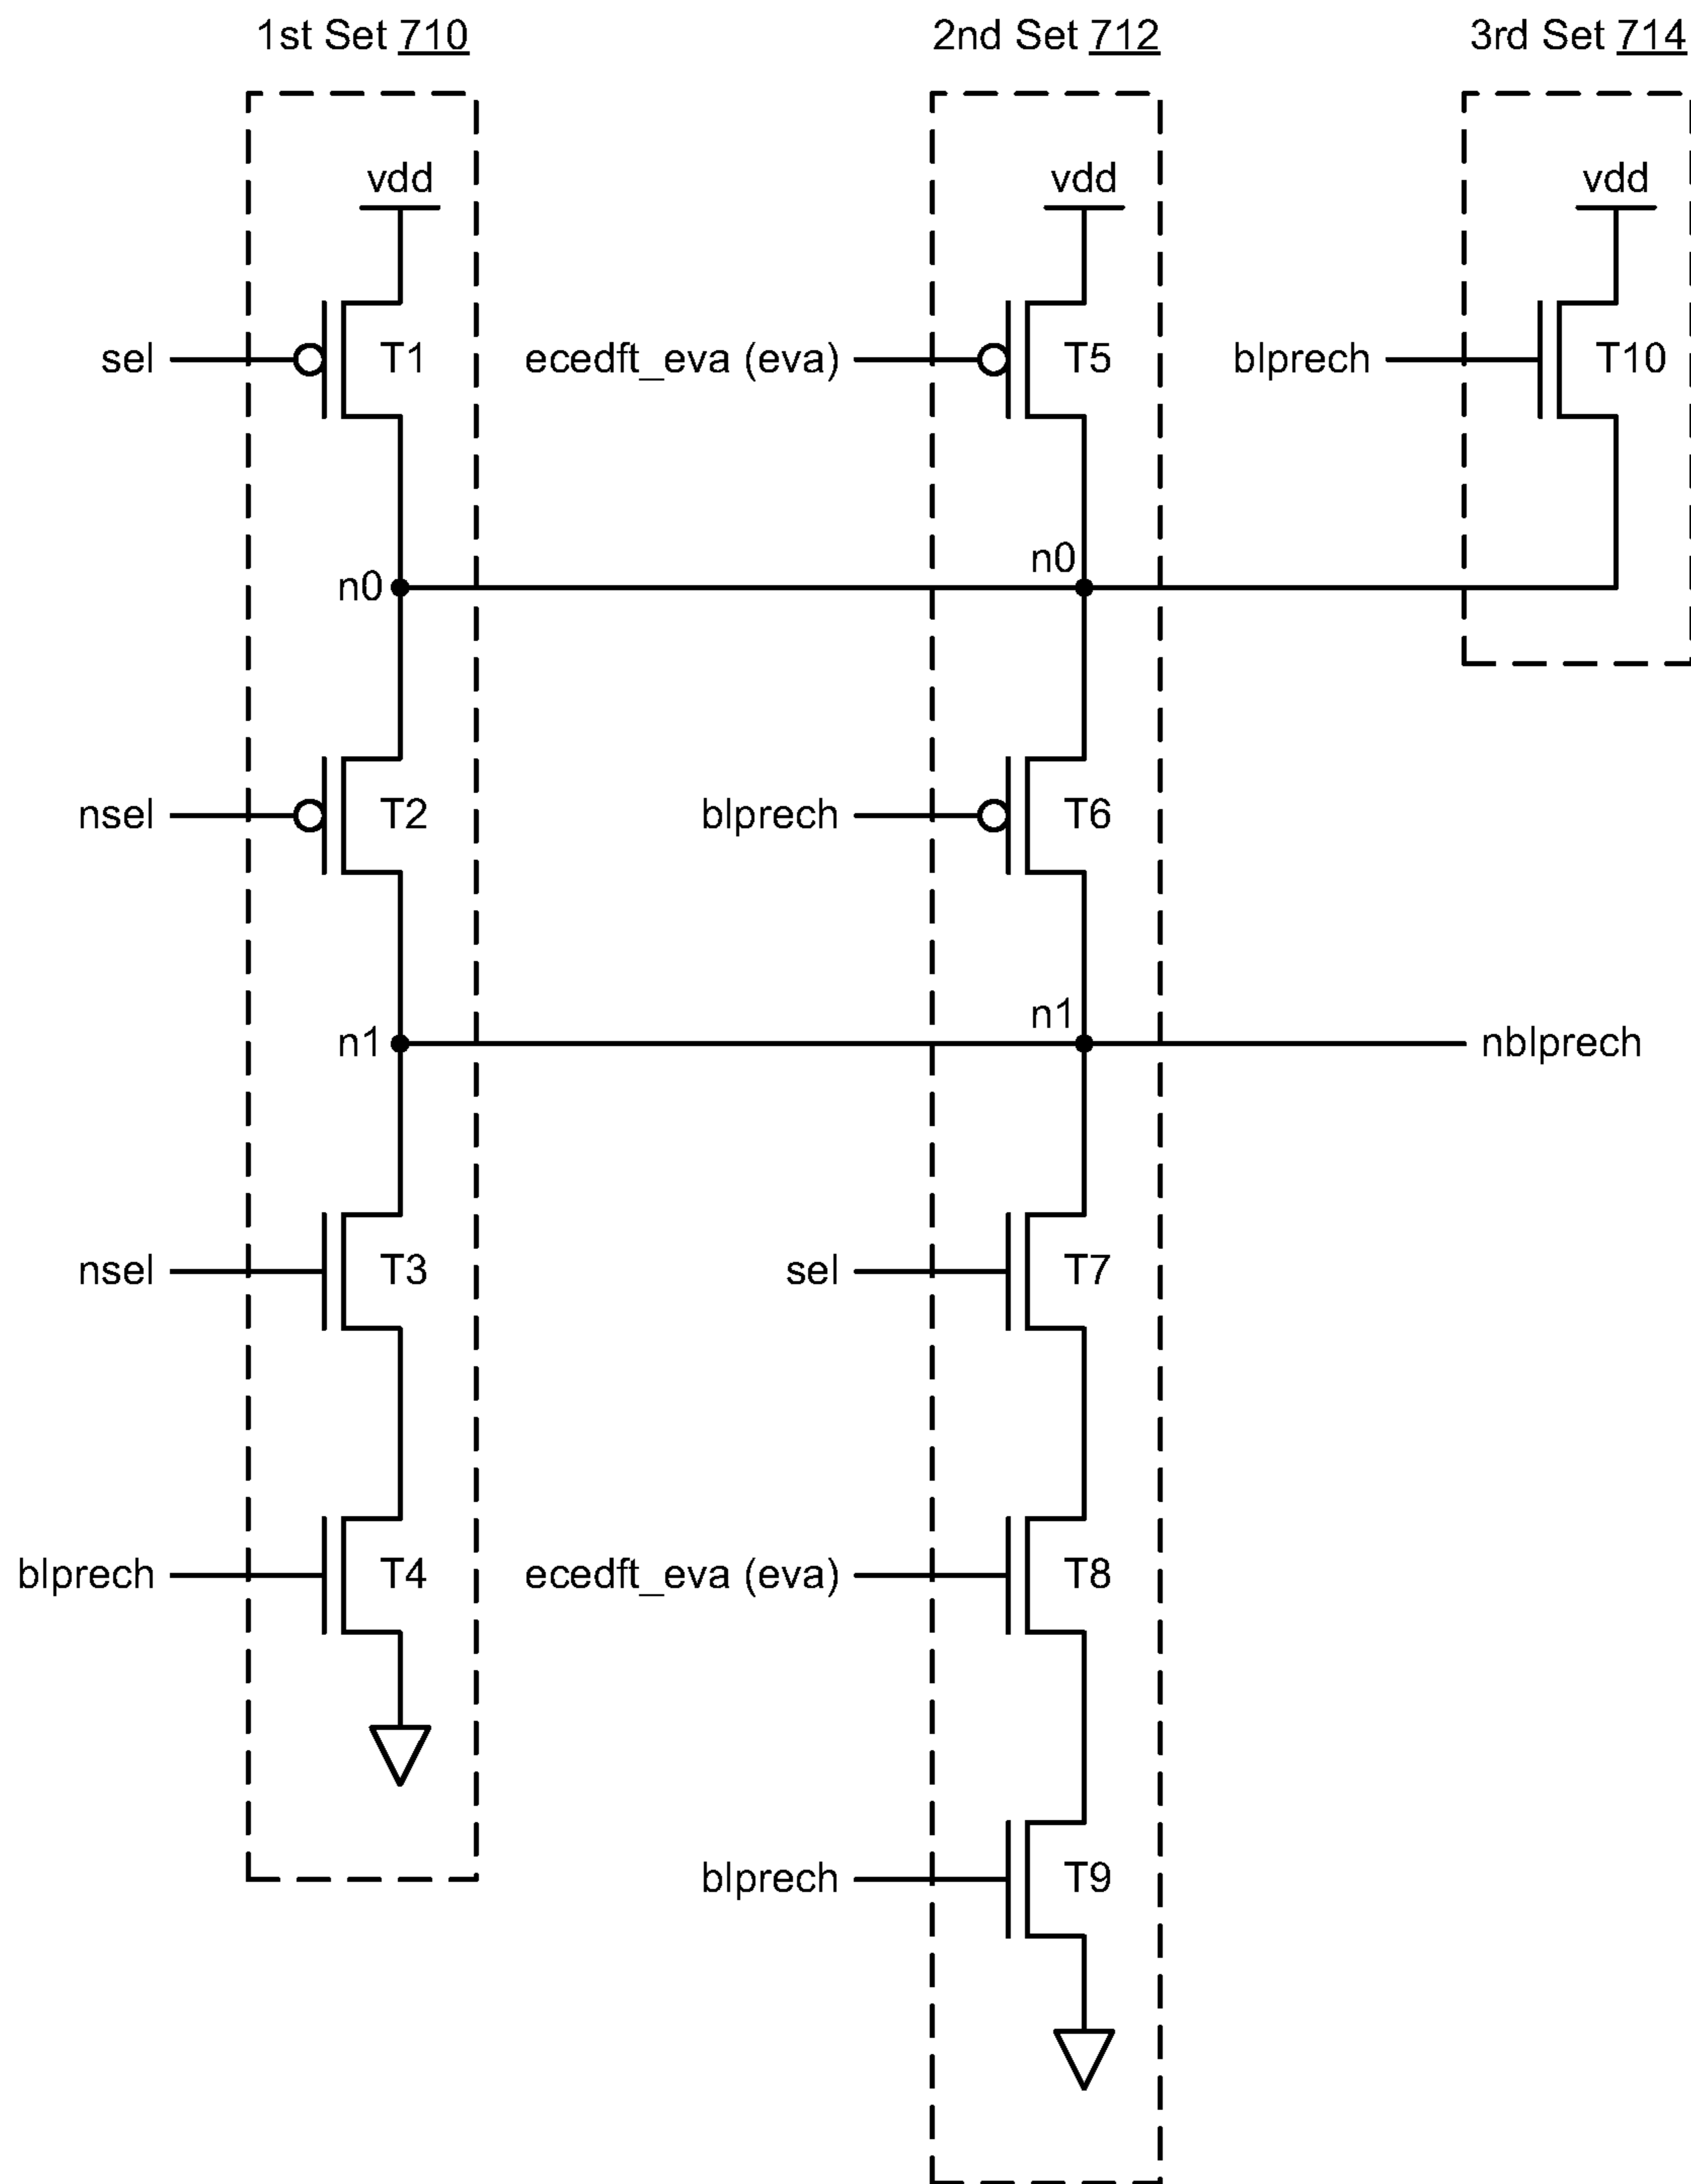 1st Set 710
2nd Set 712
3rd Set 714
vdd
vdd
vdd
sel
T1
ecedft_eva (eva)
T5
blprech
T10
n0
n0
nsel
T2
blprech
T6
n1
n1
nblprech
nsel
T3
sel
T7
blprech
T4
ecedft_eva (eva)
T8
blprech
T9